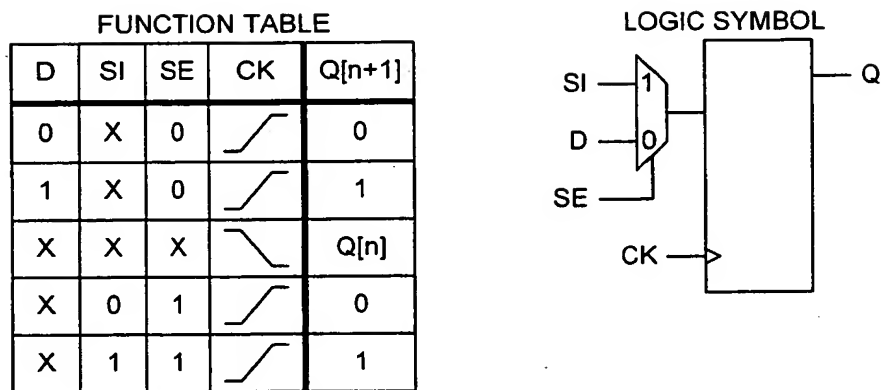 FUNCTION TABLE
D SI SE CK Q[n+1]
0 X 0 0
1 X 0 1
X X X Q[n]
X 0 1 0
X 1 1 1
LOGIC SYMBOL
SI 1 Q
D 0
SE
CK